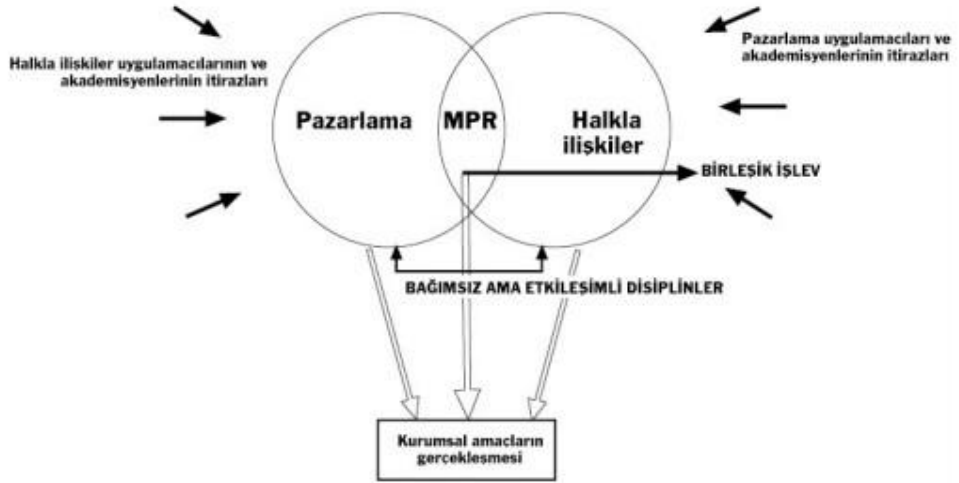 Halkla ilişkiler uygulamacılarının ve
akademisyenlerinin itirazları
Pazarlama uygulamacıları ve
akademisyenlerinin itirazları
Pazarlama
MPR
Halkla
ilişkiler
BİRLEŞİK İŞLEV
BAĞIMSIZ AMA ETKİLEŞİMLİ DİSİPLİNLER
Kurumsal amaçların
gerçekleşmesi